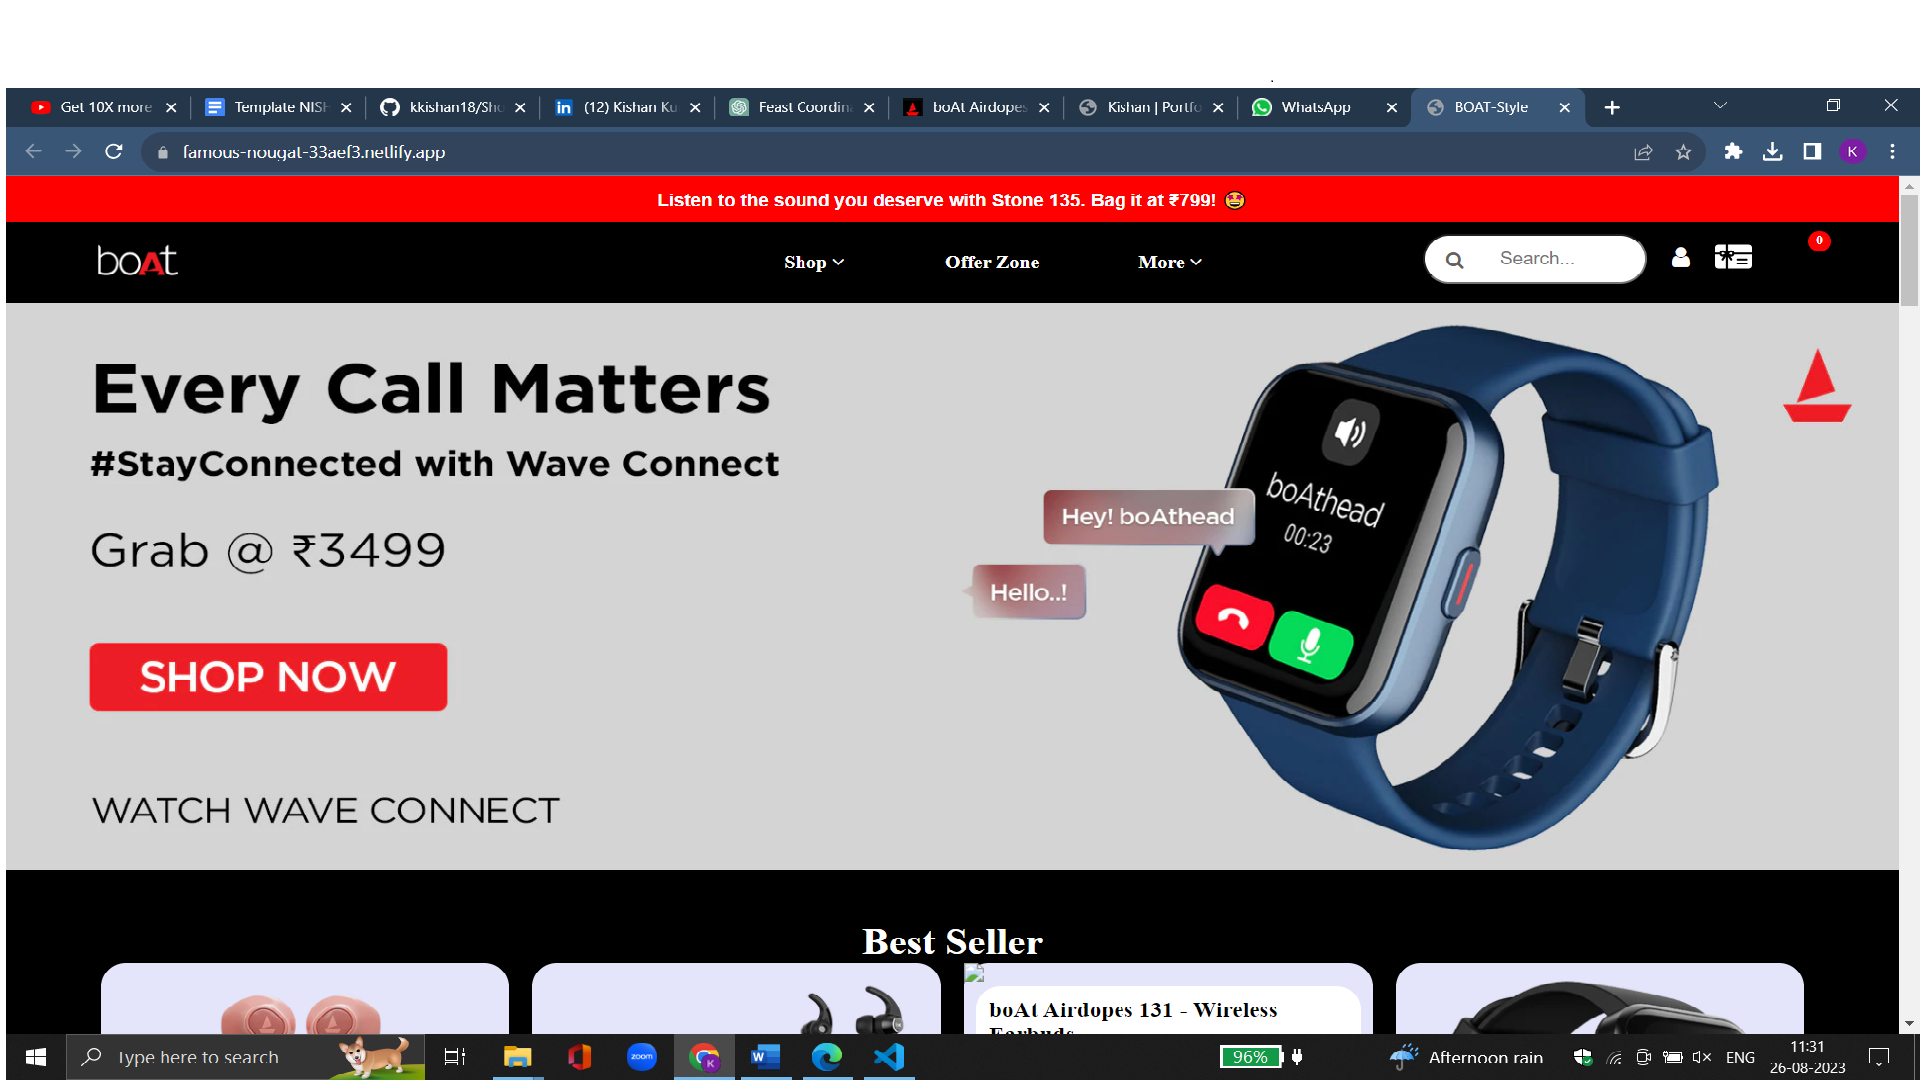 Get 10X more
Template NISH
kkishan18/Sho
(12) Kishan Ku
Feast Coordin
boAt Airdopes
Kishan | Portfo
WhatsApp
BOAT-Style
famous-nougat-33aef3.netlify.app
K
Listen to the sound you deserve with Stone 135. Bag it at ₹799! 🤩
boAt
Shop
Offer Zone
More
Search...
0
Every Call Matters
#StayConnected with Wave Connect
Grab @ ₹3499
SHOP NOW
WATCH WAVE CONNECT
Hey! boAthead
Hello..!
boAthead
00:23
Best Seller
boAt Airdopes 131 - Wireless
Earbuds
Type here to search
zoom
K
96%
Afternoon rain
ENG
11:31
26-08-2023